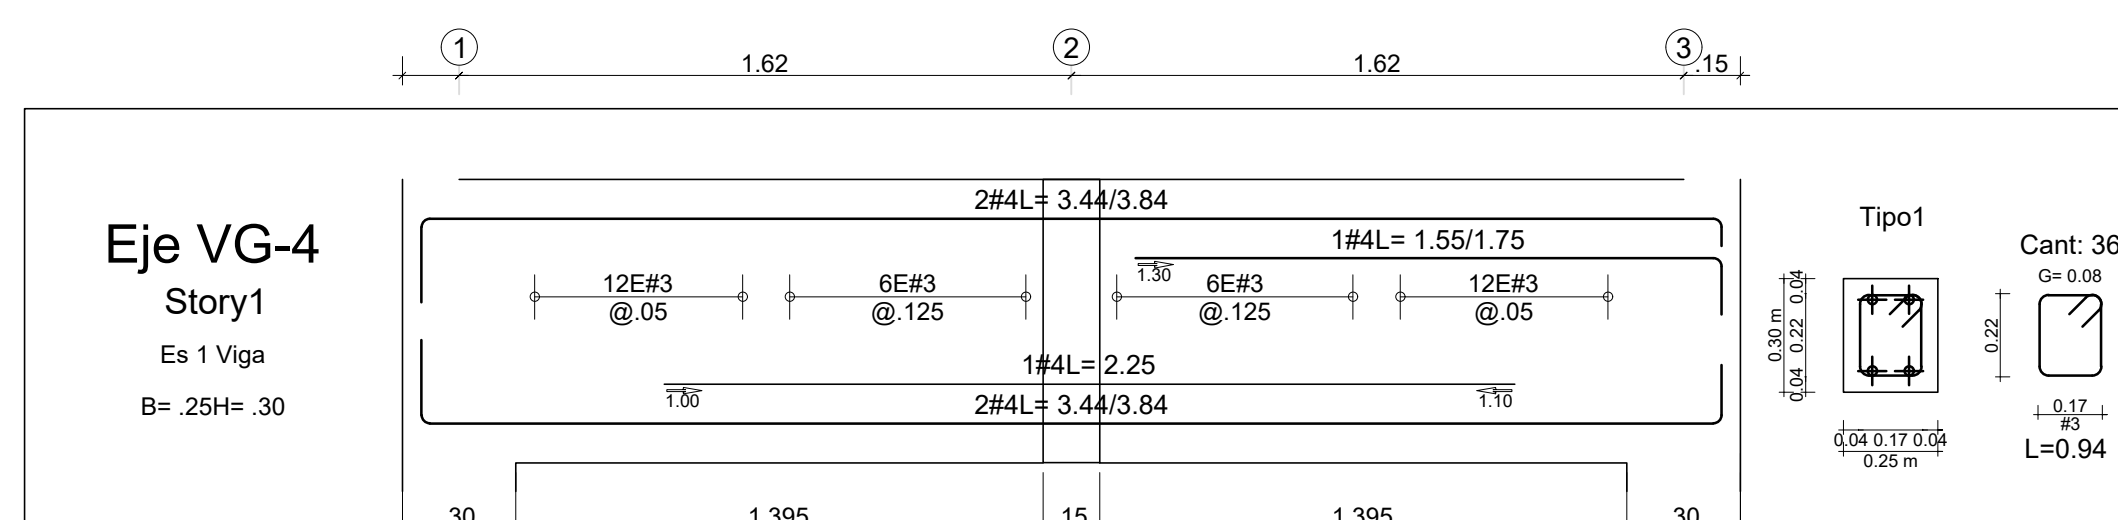 1
2
3
1.62
1.62
.15
Eje VG-4
Story1
Es 1 Viga
B= .25H= .30
2#4L= 3.44/3.84
1#4L= 1.55/1.75
1.30
12E#3
@.05
6E#3
@.125
6E#3
@.125
12E#3
@.05
1#4L= 2.25
1.00
1.10
2#4L= 3.44/3.84
30
1.395
15
1.395
30
Tipo1
0.30 m
0.04
0.22
0.04
0.04 0.17 0.04
0.25 m
Cant: 36
G= 0.08
0.22
0.17
#3
L=0.94